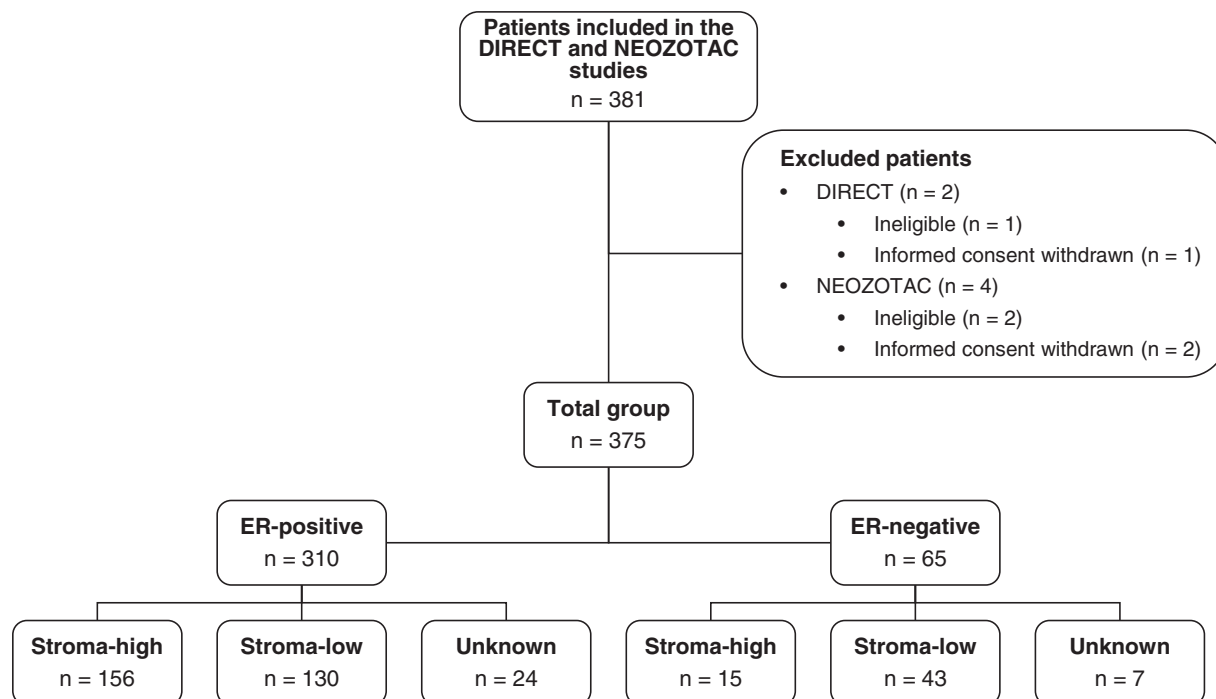 Patients included in the
DIRECT and NEOZOTAC
studies
n = 381
Excluded patients
• DIRECT (n = 2)
• Ineligible (n = 1)
• Informed consent withdrawn (n = 1)
• NEOZOTAC (n = 4)
• Ineligible (n = 2)
• Informed consent withdrawn (n = 2)
Total group
n = 375
ER-positive
n = 310
ER-negative
n = 65
Stroma-high
n = 156
Stroma-low
n = 130
Unknown
n = 24
Stroma-high
n = 15
Stroma-low
n = 43
Unknown
n = 7